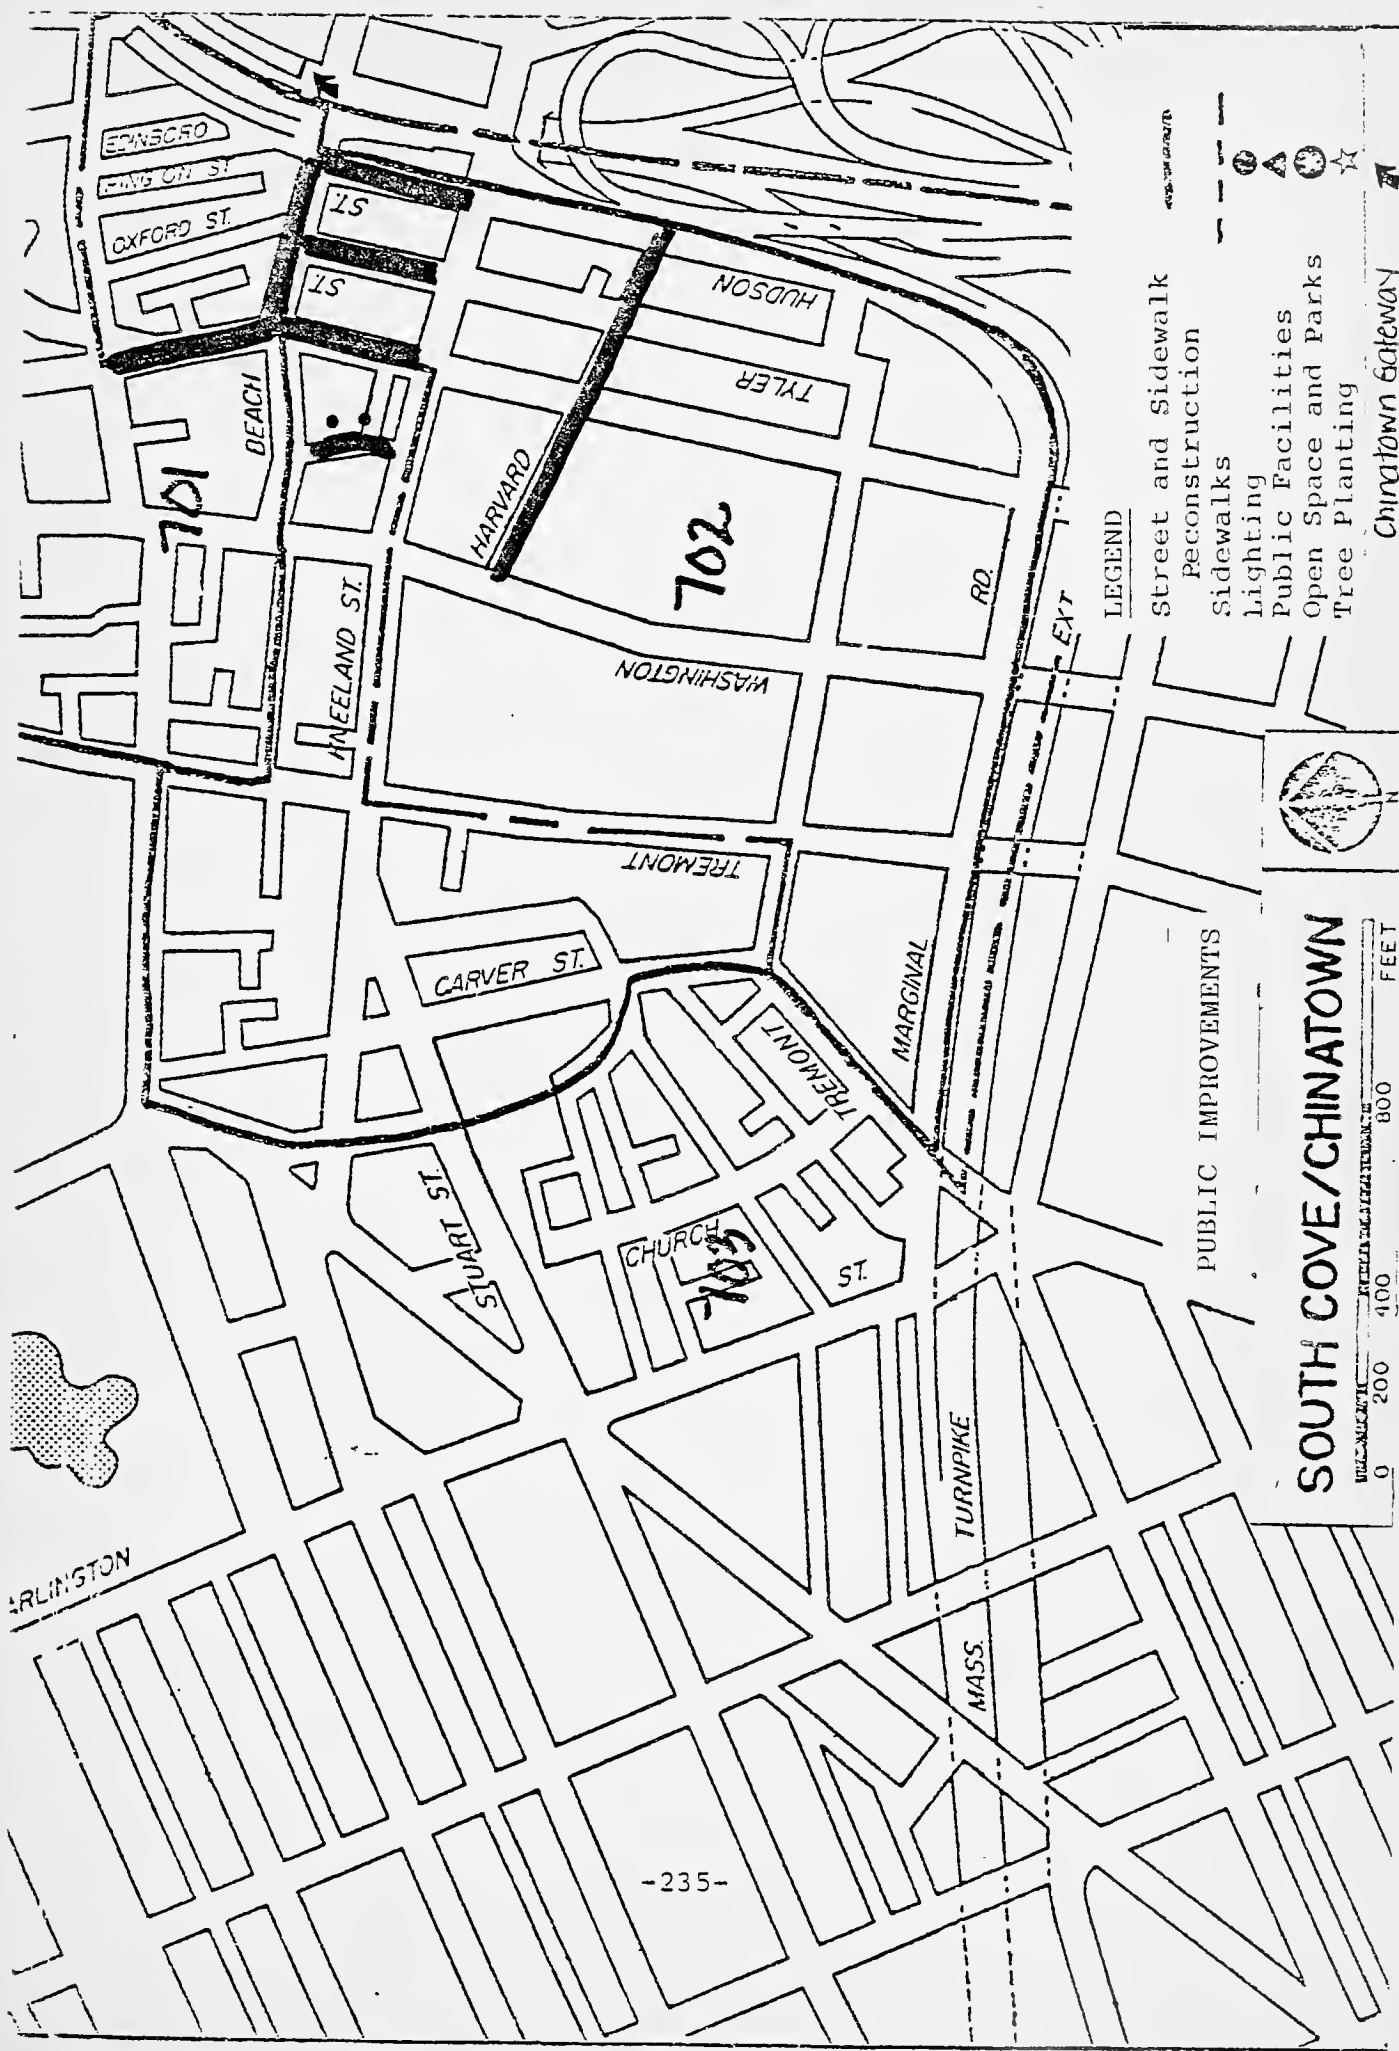 EDINBORO
ST.
OXFORD ST.
ST.
ST.
BEACH
701
KNEELAND ST.
HARVARD
HUDSON
TYLER
702
WASHINGTON
RD.
EXT
TREMONT
CARVER ST.
MARGINAL
TREMONT
STUART ST.
CHURCH
703
ST.
ARLINGTON
TURNPIKE
MASS.
-235-
LEGEND
Street and Sidewalk
Reconstruction
Sidewalks
Lighting
Public Facilities
Open Space and Parks
Tree Planting
Chinatown Gateway
PUBLIC IMPROVEMENTS
SOUTH COVE/CHINATOWN
0 200 400 800 FEET
N